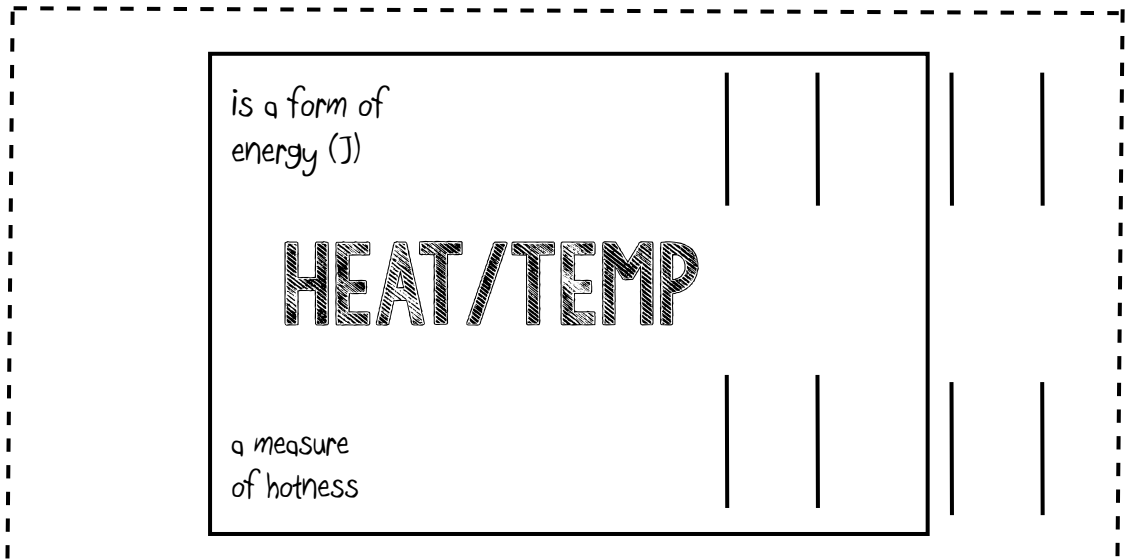 is a form of
energy (J)
HEAT/TEMP
a measure
of hotness